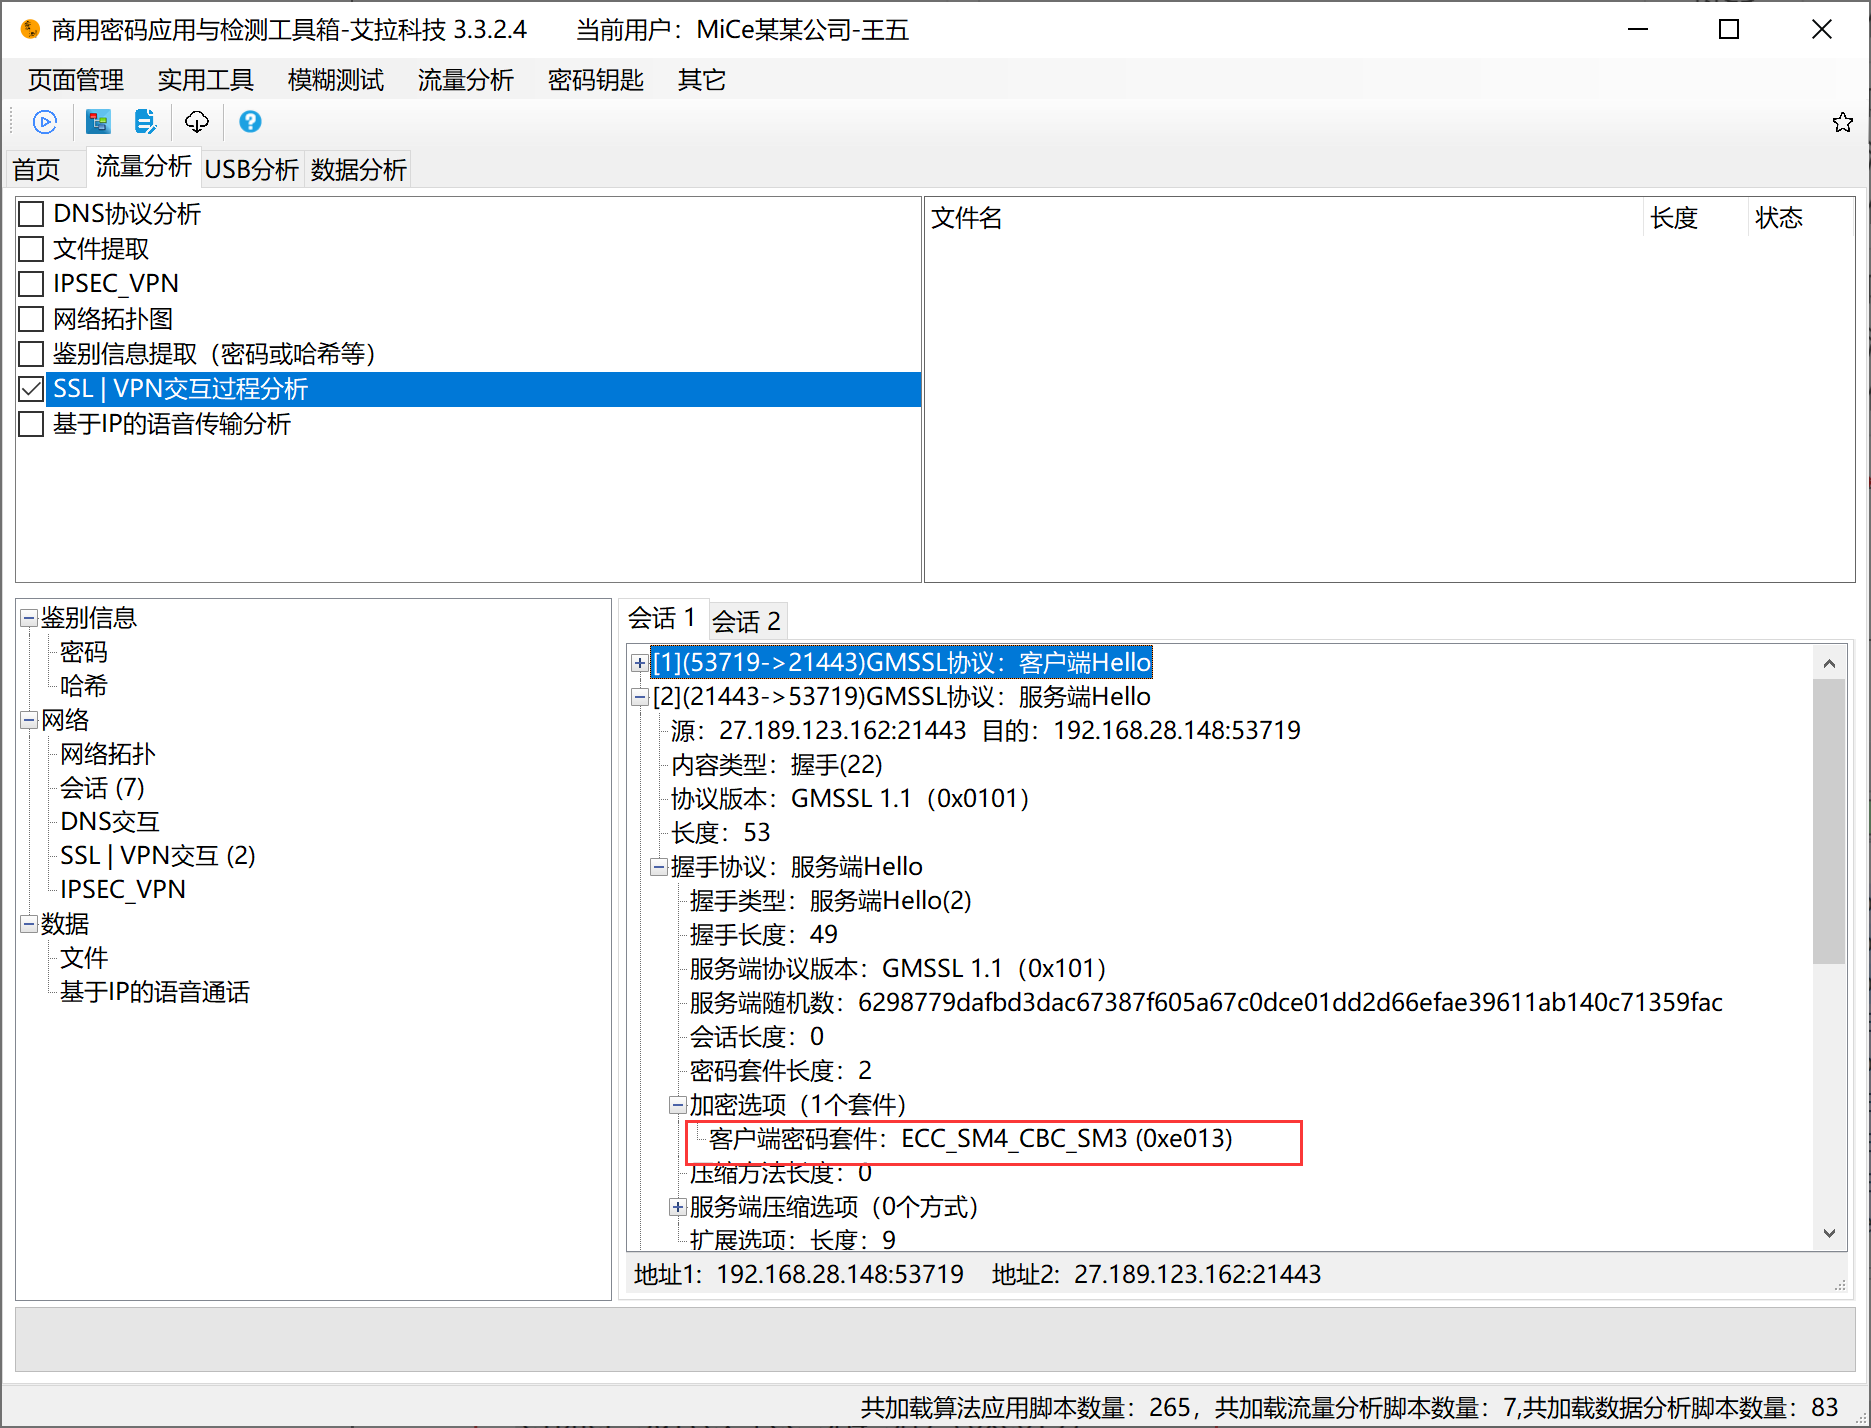 商用密码应用与检测工具箱-艾拉科技 3.3.2.4 当前用户：MiCe某某公司-王五
页面管理 实用工具 模糊测试 流量分析 密码钥匙 其它
首页 流量分析 USB分析 数据分析
DNS协议分析
文件提取
IPSEC_VPN
网络拓扑图
鉴别信息提取（密码或哈希等）
SSL | VPN交互过程分析
基于IP的语音传输分析
文件名 长度 状态
鉴别信息
密码
哈希
网络
网络拓扑
会话 (7)
DNS交互
SSL | VPN交互 (2)
IPSEC_VPN
数据
文件
基于IP的语音通话
会话 1 会话 2
[1](53719->21443)GMSSL协议：客户端Hello
[2](21443->53719)GMSSL协议：服务端Hello
源：27.189.123.162:21443 目的：192.168.28.148:53719
内容类型：握手(22)
协议版本：GMSSL 1.1（0x0101）
长度：53
握手协议：服务端Hello
握手类型：服务端Hello(2)
握手长度：49
服务端协议版本：GMSSL 1.1（0x101）
服务端随机数：6298779dafbd3dac67387f605a67c0dce01dd2d66efae39611ab140c71359fac
会话长度：0
密码套件长度：2
加密选项（1个套件）
客户端密码套件：ECC_SM4_CBC_SM3 (0xe013)
压缩方法长度：0
服务端压缩选项（0个方式）
扩展选项：长度：9
地址1：192.168.28.148:53719 地址2：27.189.123.162:21443
共加载算法应用脚本数量：265，共加载流量分析脚本数量：7,共加载数据分析脚本数量：83